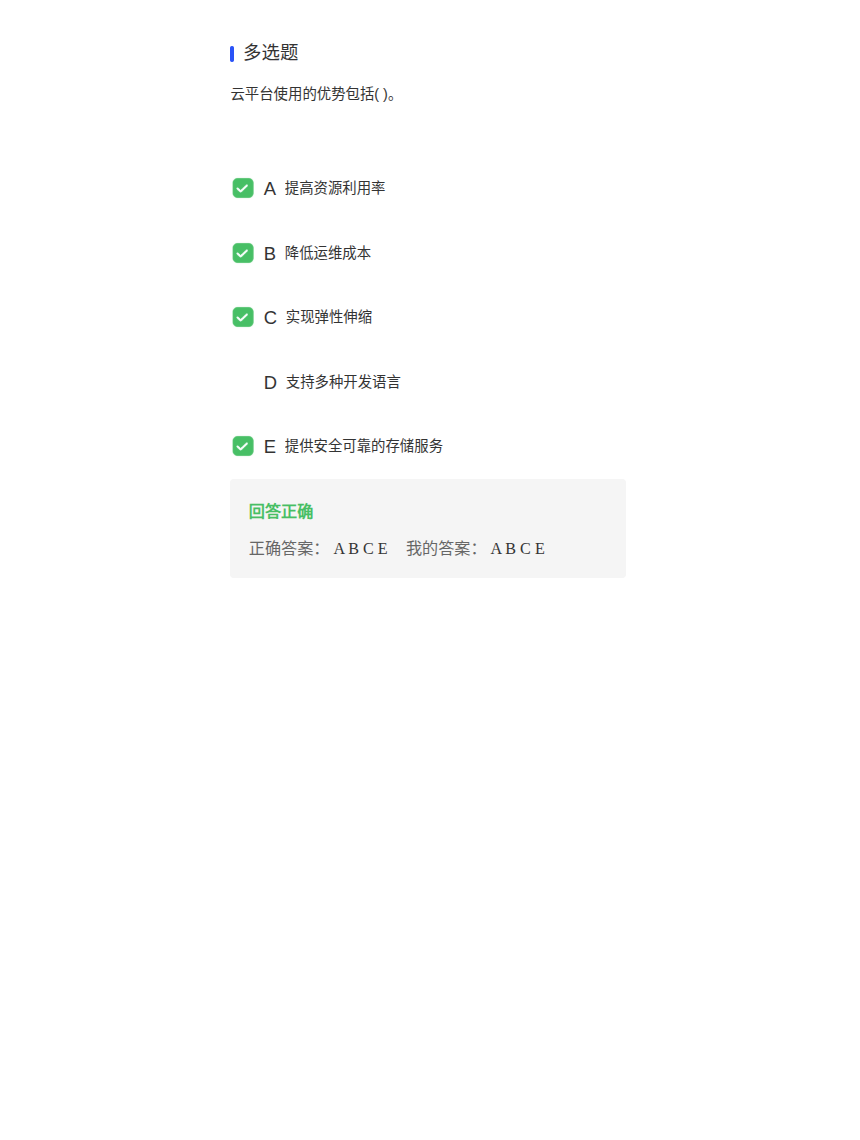 多选题
云平台使用的优势包括( )。
A 提高资源利用率
B 降低运维成本
C 实现弹性伸缩
D 支持多种开发语言
E 提供安全可靠的存储服务
回答正确
正确答案： A B C E 我的答案： A B C E